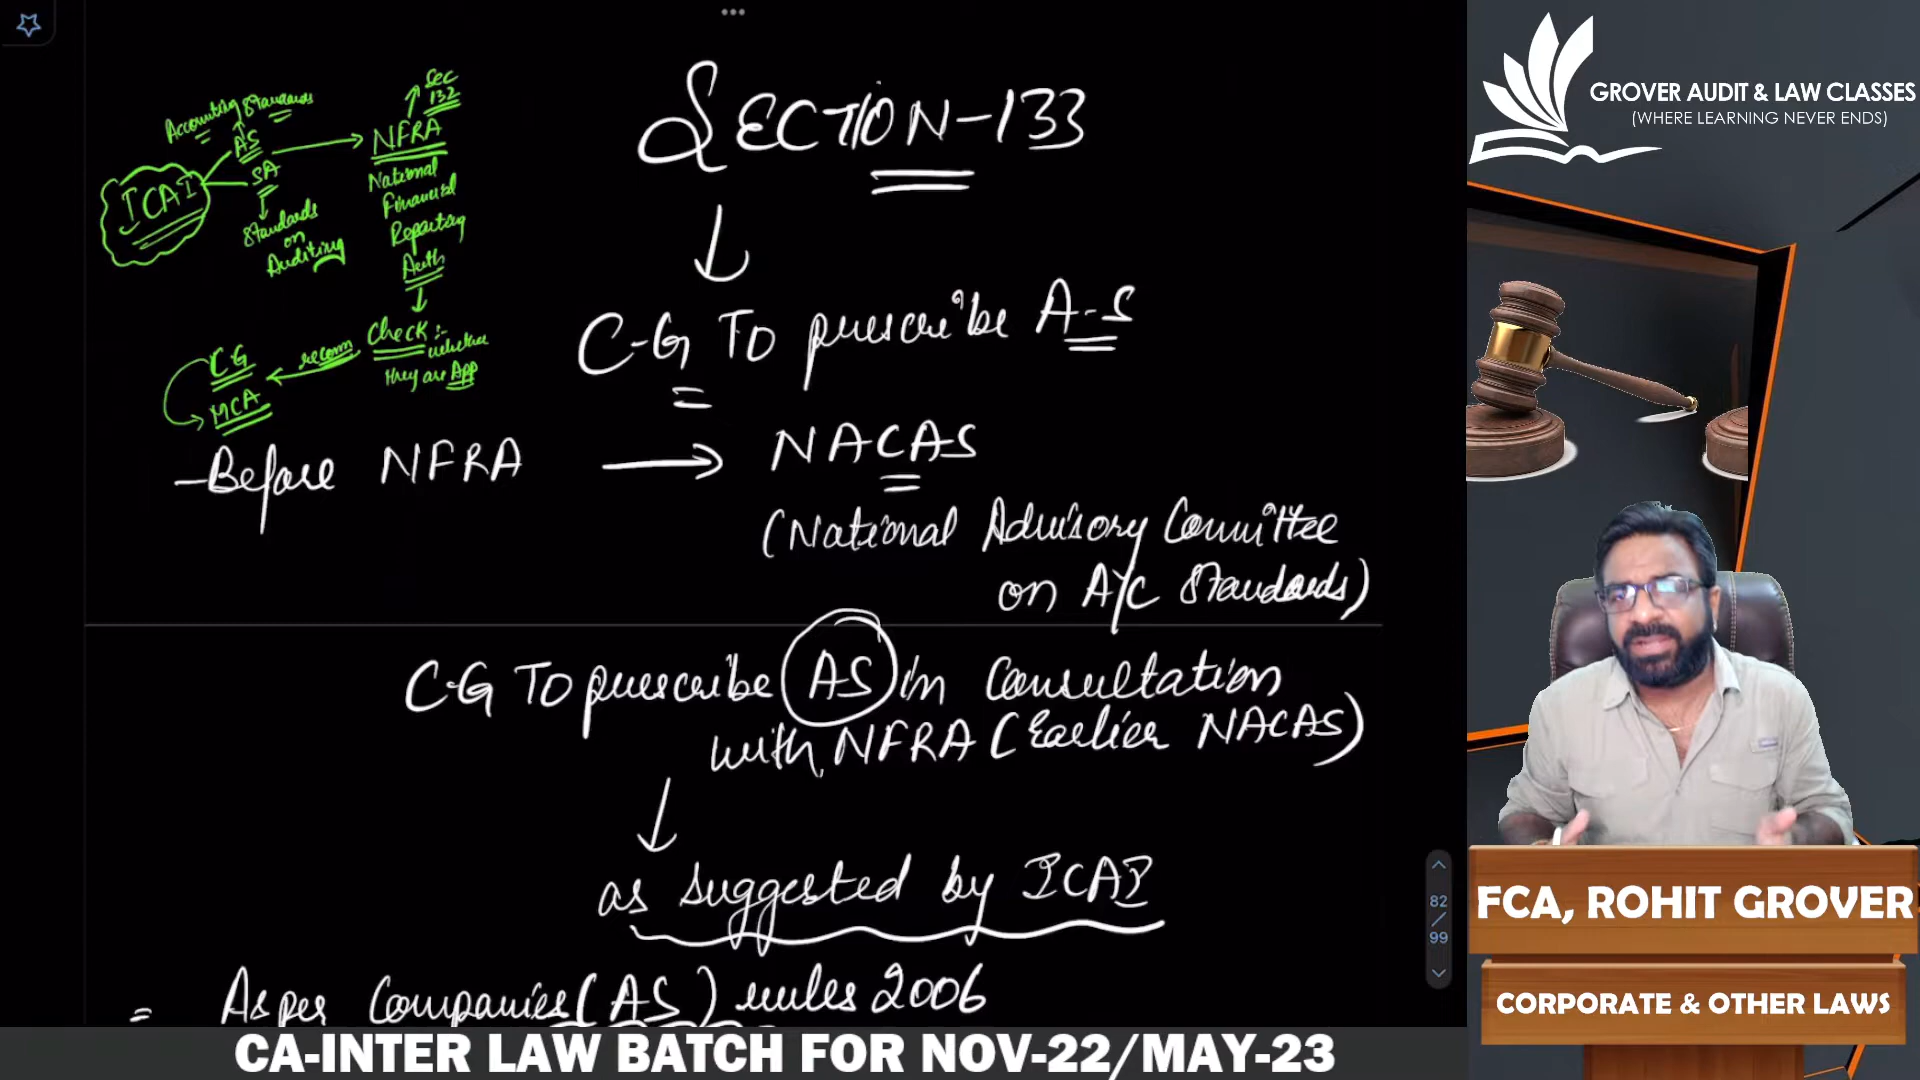 SECTION-133
Sec
132
Accounting Standards
AS
NFRA
ICAI
SA
National
Financial
Reporting
Auth
Standards
on
Auditing
Check :-
whether
they are App
recomm
CG
MCA
C-G To prescribe A-S
-Before NFRA → NACAS
(National Advisory Committee
on A/C Standards)
C-G To prescribe AS in Consultation
with NFRA (Earlier NACAS)
as suggested by ICAI
= As per Companies (AS) rules 2006
82
/
99
GROVER AUDIT & LAW CLASSES
(WHERE LEARNING NEVER ENDS)
FCA, ROHIT GROVER
CORPORATE & OTHER LAWS
CA-INTER LAW BATCH FOR NOV-22/MAY-23